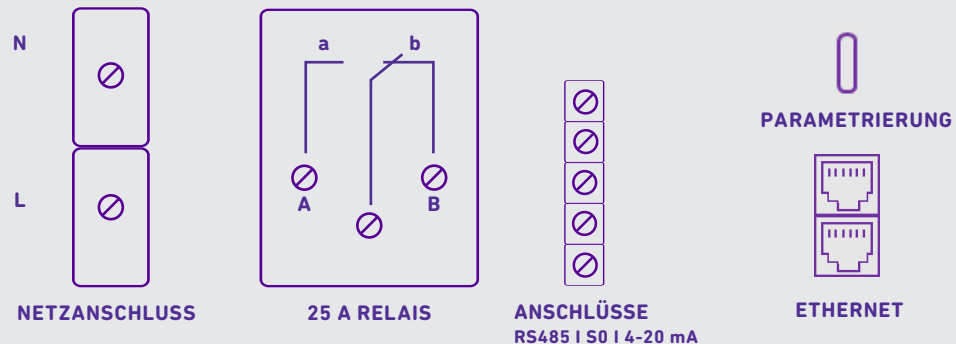 N
L
NETZANSCHLUSS
a b
A B
25 A RELAIS
ANSCHLÜSSE
RS485 I S0 I 4-20 mA
PARAMETRIERUNG
ETHERNET